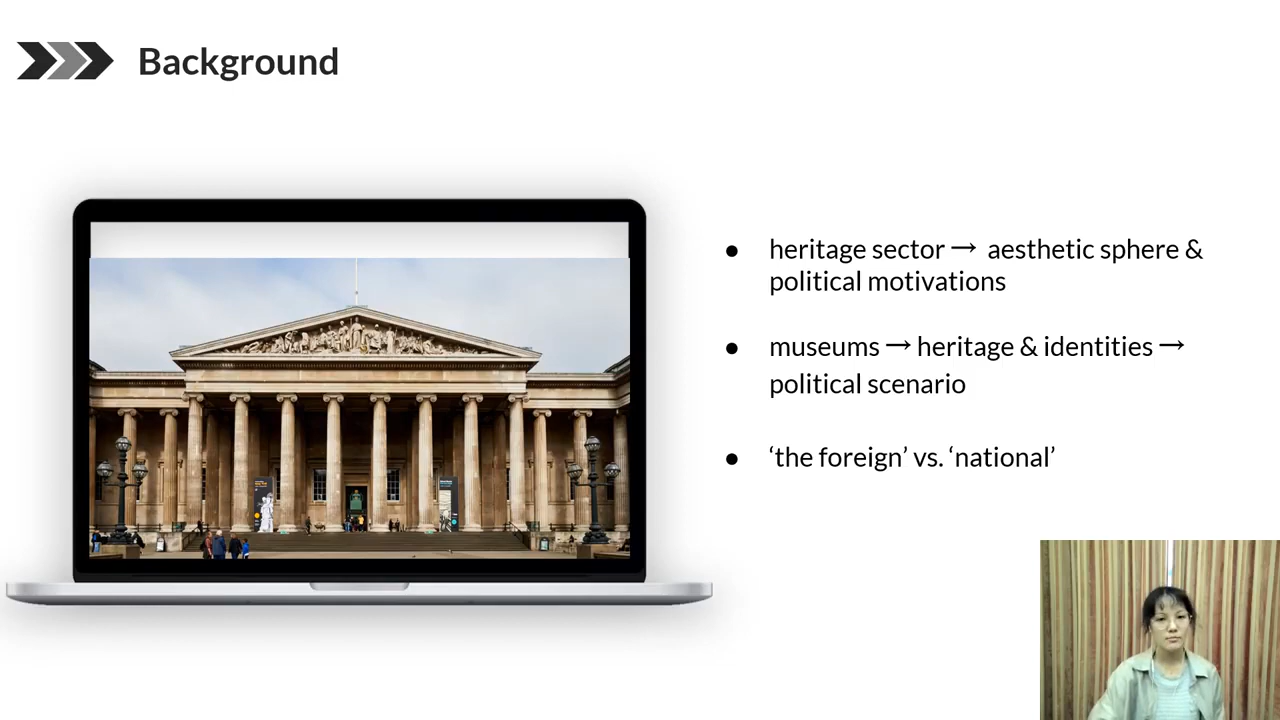 Background
● heritage sector → aesthetic sphere &
political motivations
● museums → heritage & identities →
political scenario
● ‘the foreign’ vs. ‘national’